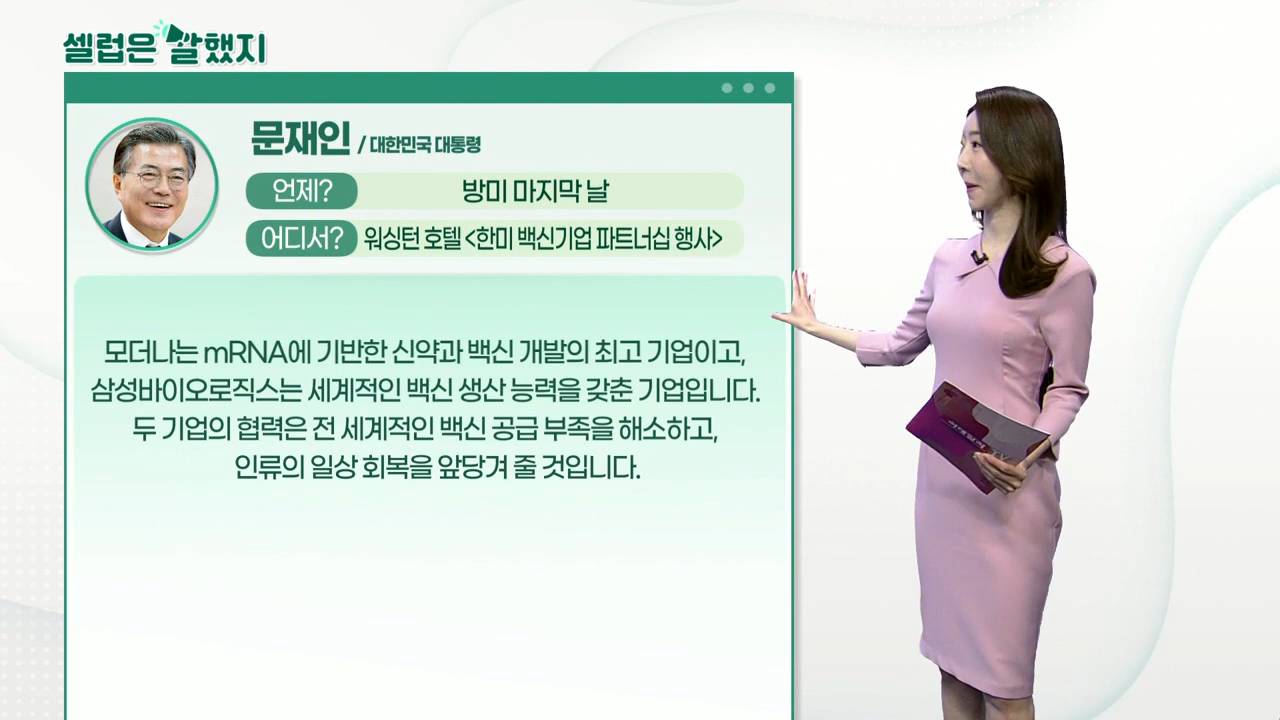 셀럽은 말했지
문재인 / 대한민국 대통령
언제? 방미 마지막 날
어디서? 워싱턴 호텔 <한미 백신기업 파트너십 행사>
모더나는 mRNA에 기반한 신약과 백신 개발의 최고 기업이고,
삼성바이오로직스는 세계적인 백신 생산 능력을 갖춘 기업입니다.
두 기업의 협력은 전 세계적인 백신 공급 부족을 해소하고,
인류의 일상 회복을 앞당겨 줄 것입니다.